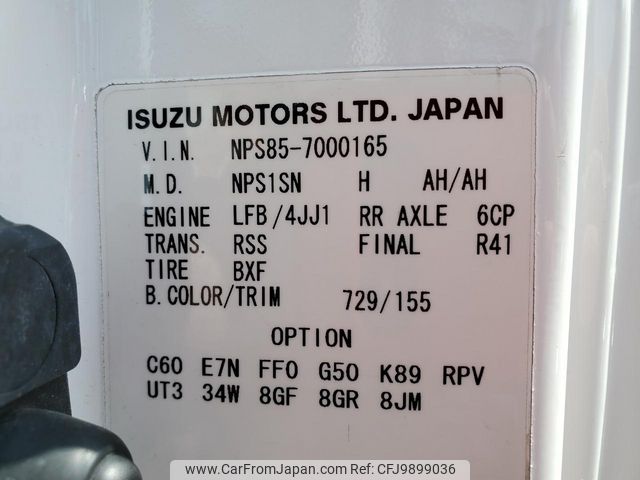 ISUZU MOTORS LTD. JAPAN
V.I.N. NPS85-7000165
M.D. NPS1SN H AH/AH
ENGINE LFB/4JJ1 RR AXLE 6CP
TRANS. RSS FINAL R41
TIRE BXF
B.COLOR/TRIM 729/155
OPTION
C60 E7N FF0 G50 K89 RPV
UT3 34W 8GF 8GR 8JM
www.CarFromJapan.com Car ID : CFJ9899036